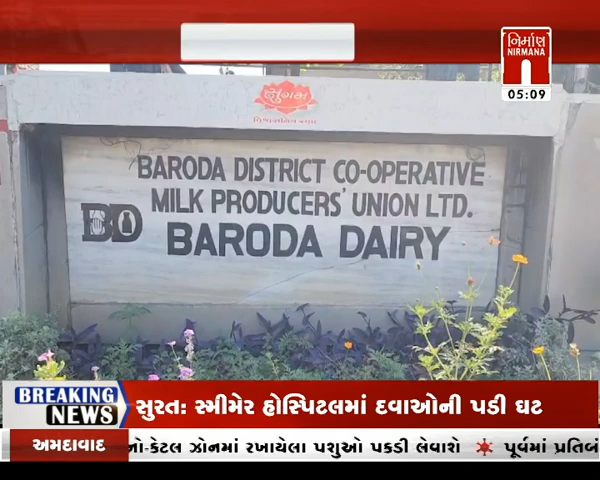 નિર્માણ
NIRMANA
05:09
સુગમ
BARODA DISTRICT CO-OPERATIVE
MILK PRODUCERS' UNION LTD.
BD BARODA DAIRY
BREAKING NEWS
સુરત: સ્મીમેર હોસ્પિટલમાં દવાઓની પડી ઘટ
અમદાવાદ
નો-કેટલ ઝોનમાં રખાયેલા પશુઓ પકડી લેવાશે
પૂર્વમાં પ્રતિબં